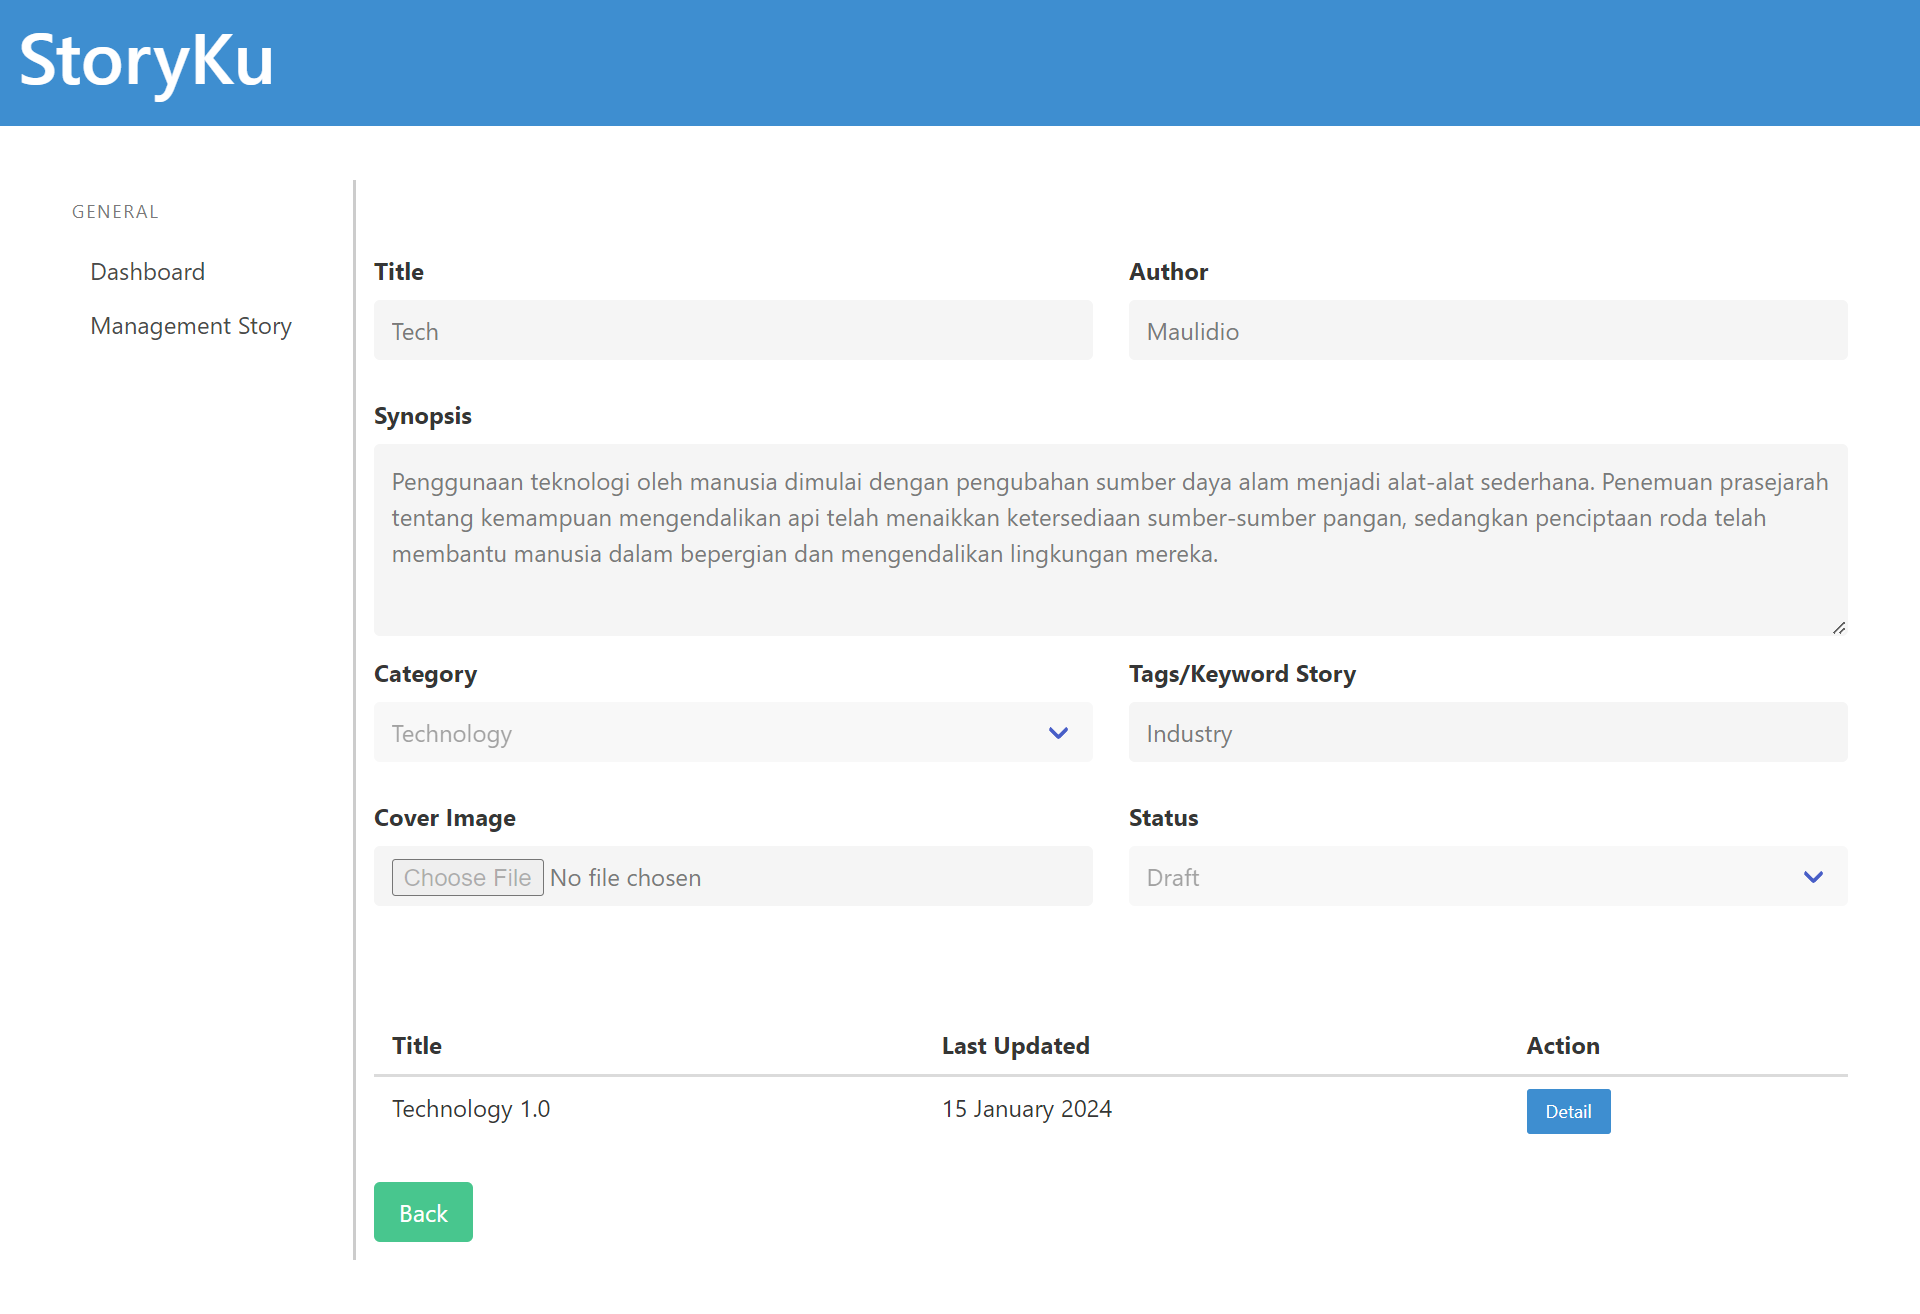 StoryKu
GENERAL
Dashboard
Management Story
Title
Tech
Author
Maulidio
Synopsis
Penggunaan teknologi oleh manusia dimulai dengan pengubahan sumber daya alam menjadi alat-alat sederhana. Penemuan prasejarah
tentang kemampuan mengendalikan api telah menaikkan ketersediaan sumber-sumber pangan, sedangkan penciptaan roda telah
membantu manusia dalam bepergian dan mengendalikan lingkungan mereka.
Category
Technology
Tags/Keyword Story
Industry
Cover Image
Choose File No file chosen
Status
Draft
Title Last Updated Action
Technology 1.0 15 January 2024 Detail
Back